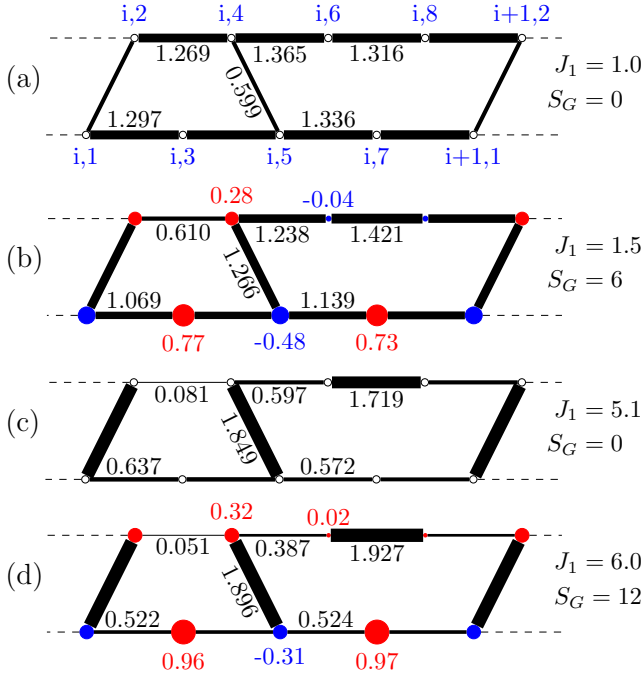 i,2 i,4 i,6 i,8 i+1,2
1.269 1.365 1.316
(a) 0.599 J₁ = 1.0
S_G = 0
1.297 1.336
i,1 i,3 i,5 i,7 i+1,1
0.28 -0.04
0.610 1.238 1.421
(b) 1.266 J₁ = 1.5
S_G = 6
1.069 1.139
0.77 -0.48 0.73
0.081 0.597 1.719
(c) 1.849 J₁ = 5.1
S_G = 0
0.637 0.572
0.32 0.02
0.051 0.387 1.927
(d) 1.896 J₁ = 6.0
S_G = 12
0.522 0.524
0.96 -0.31 0.97